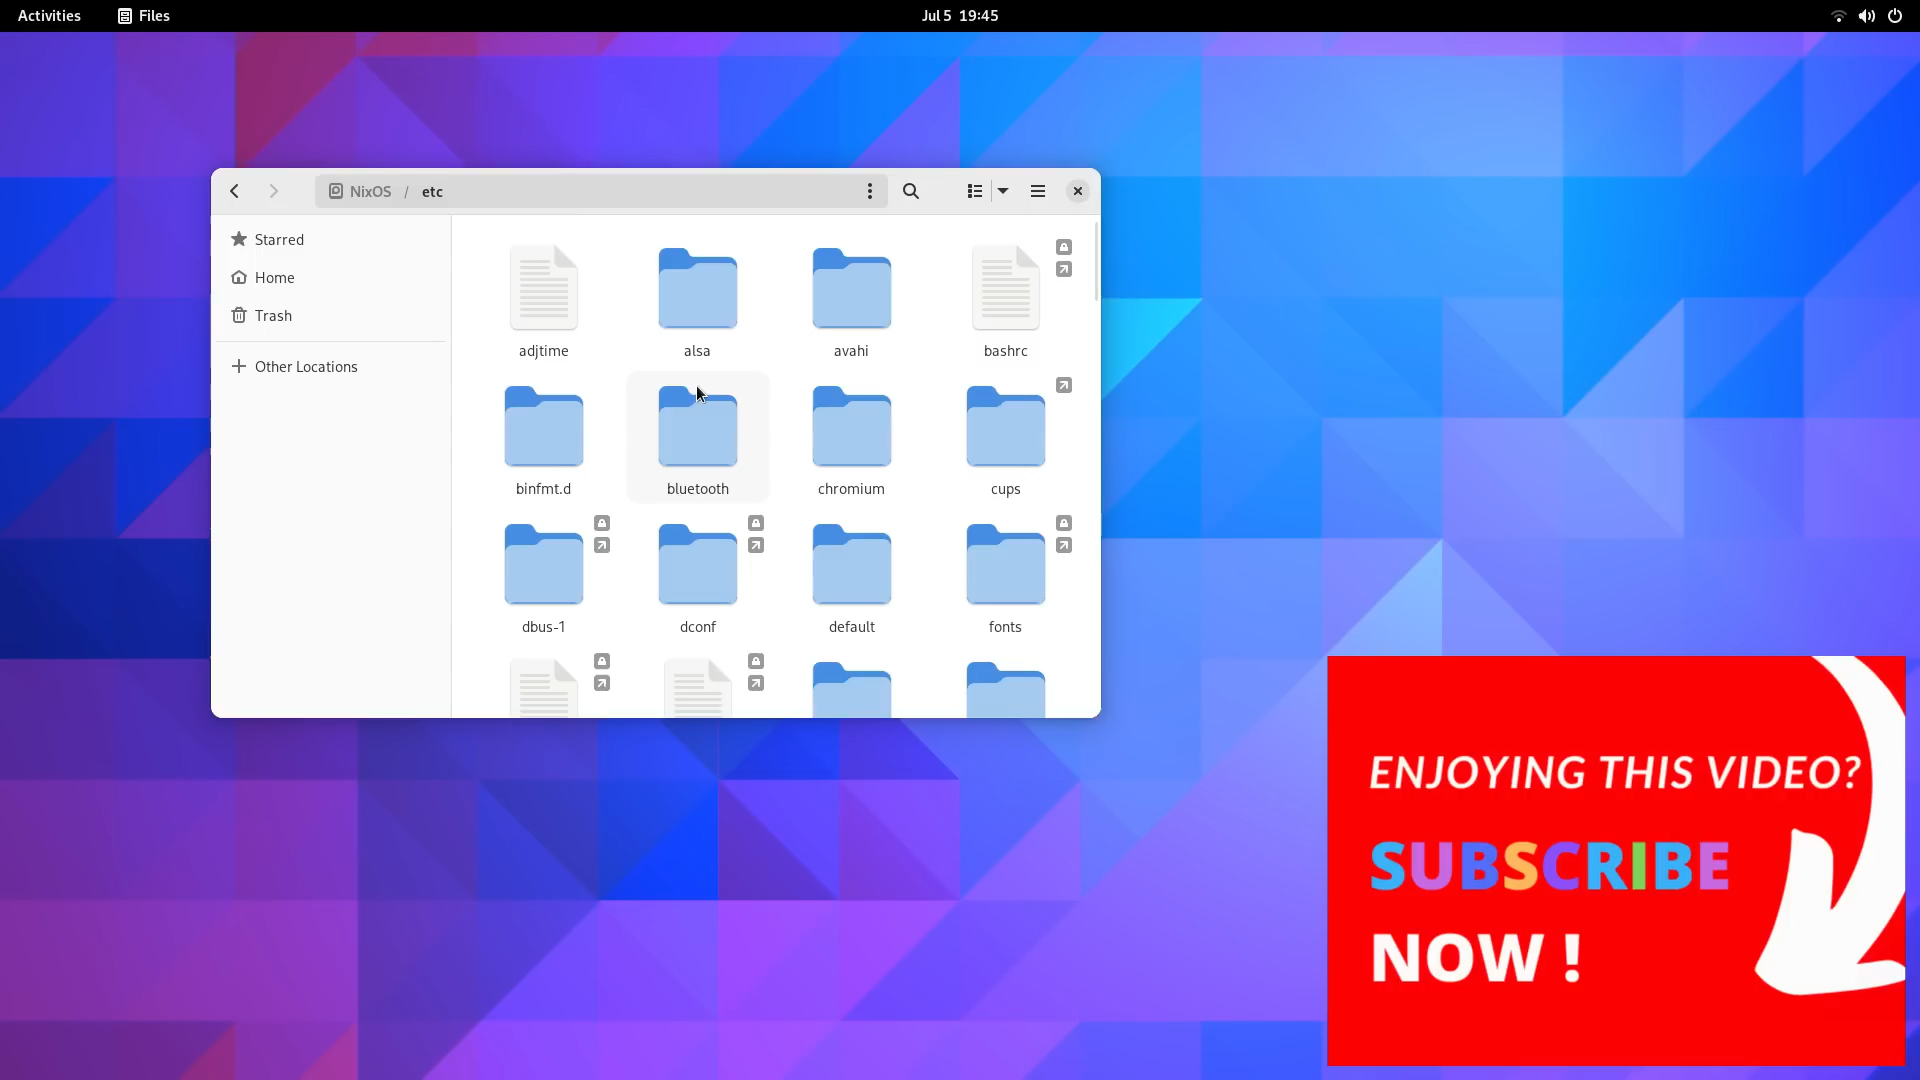 Activities
Files
Jul 5 19:45
NixOS / etc
Starred
Home
Trash
Other Locations
adjtime
alsa
avahi
bashrc
binfmt.d
bluetooth
chromium
cups
dbus-1
dconf
default
fonts
ENJOYING THIS VIDEO?
SUBSCRIBE
NOW !